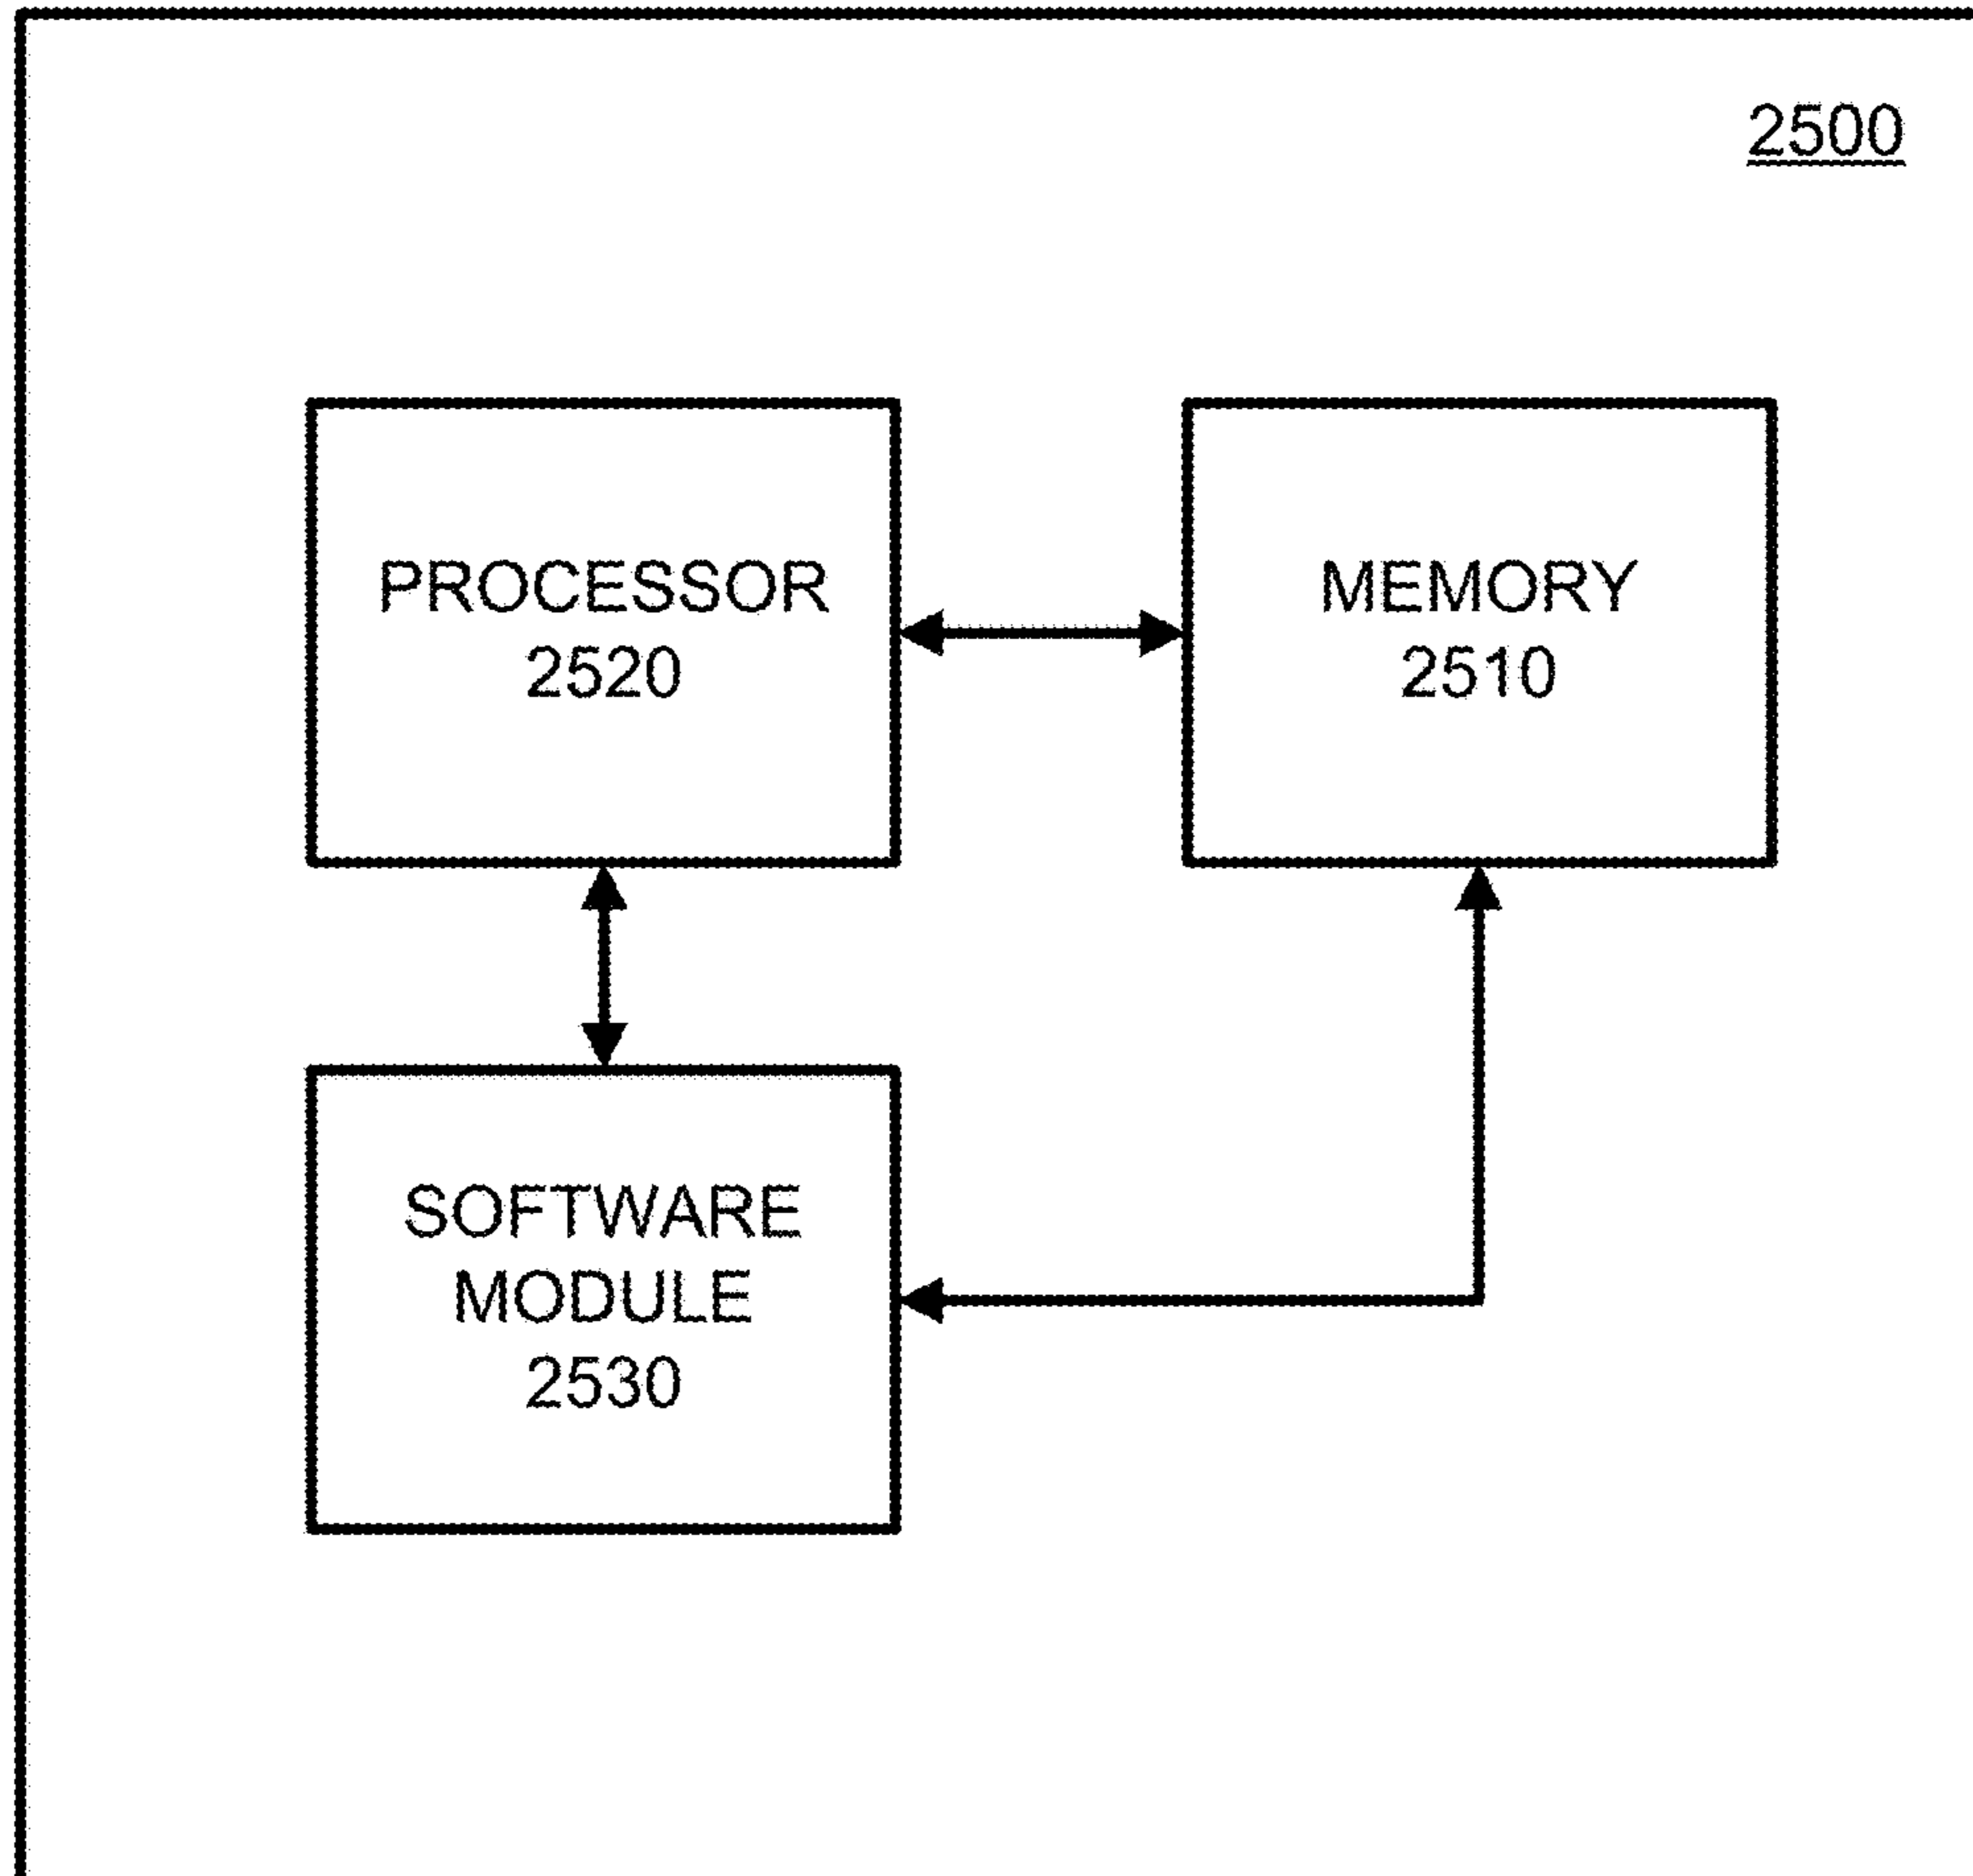 2500
PROCESSOR
2520
MEMORY
2510
SOFTWARE
MODULE
2530